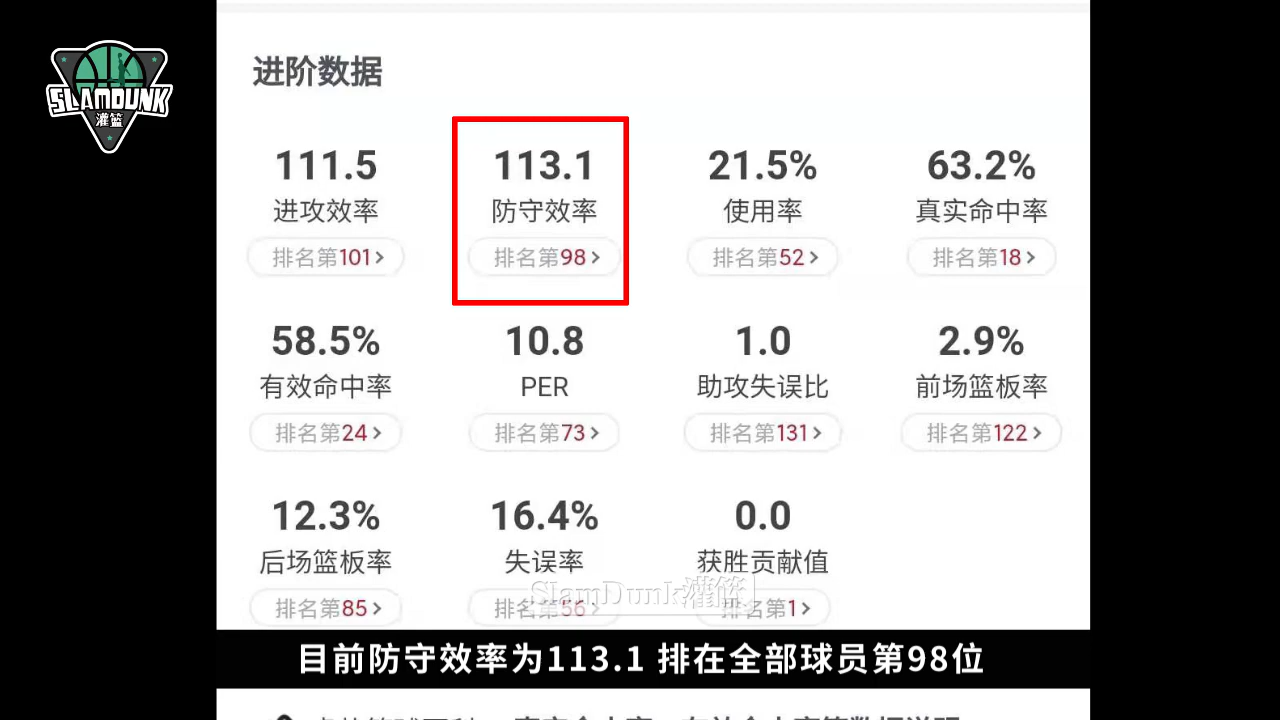 SLAMDUNK
灌篮
进阶数据
111.5 113.1 21.5% 63.2%
进攻效率 防守效率 使用率 真实命中率
排名第101> 排名第98> 排名第52> 排名第18>
58.5% 10.8 1.0 2.9%
有效命中率 PER 助攻失误比 前场篮板率
排名第24> 排名第73> 排名第131> 排名第122>
12.3% 16.4% 0.0
后场篮板率 失误率 获胜贡献值
SlamDunk灌篮
排名第85> 排名第56> 排名第1>
目前防守效率为113.1 排在全部球员第98位